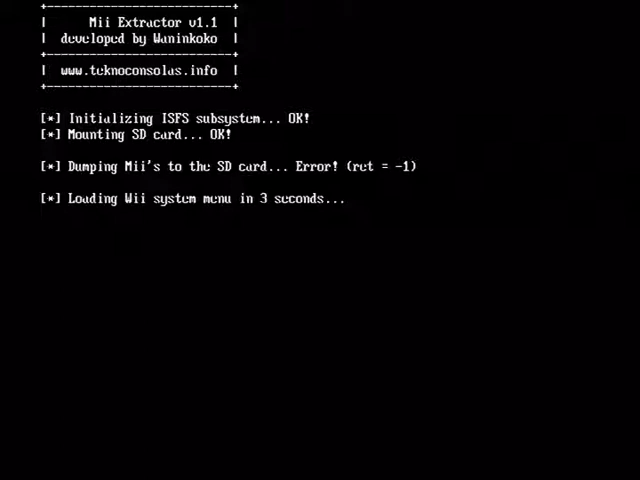 +--------------------------+
|     Mii Extractor v1.1   |
|  developed by Waninkoko  |
+--------------------------+
|  www.teknoconsolas.info  |
+--------------------------+
[*] Initializing ISFS subsystem... OK!
[*] Mounting SD card... OK!
[*] Dumping Mii's to the SD card... Error! (ret = -1)
[*] Loading Wii system menu in 3 seconds...